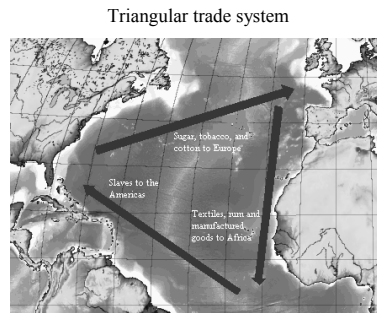 Triangular trade system
Sugar, tobacco, and
cotton to Europe
Slaves to the
Americas
Textiles, rum and
manufactured
goods to Africa